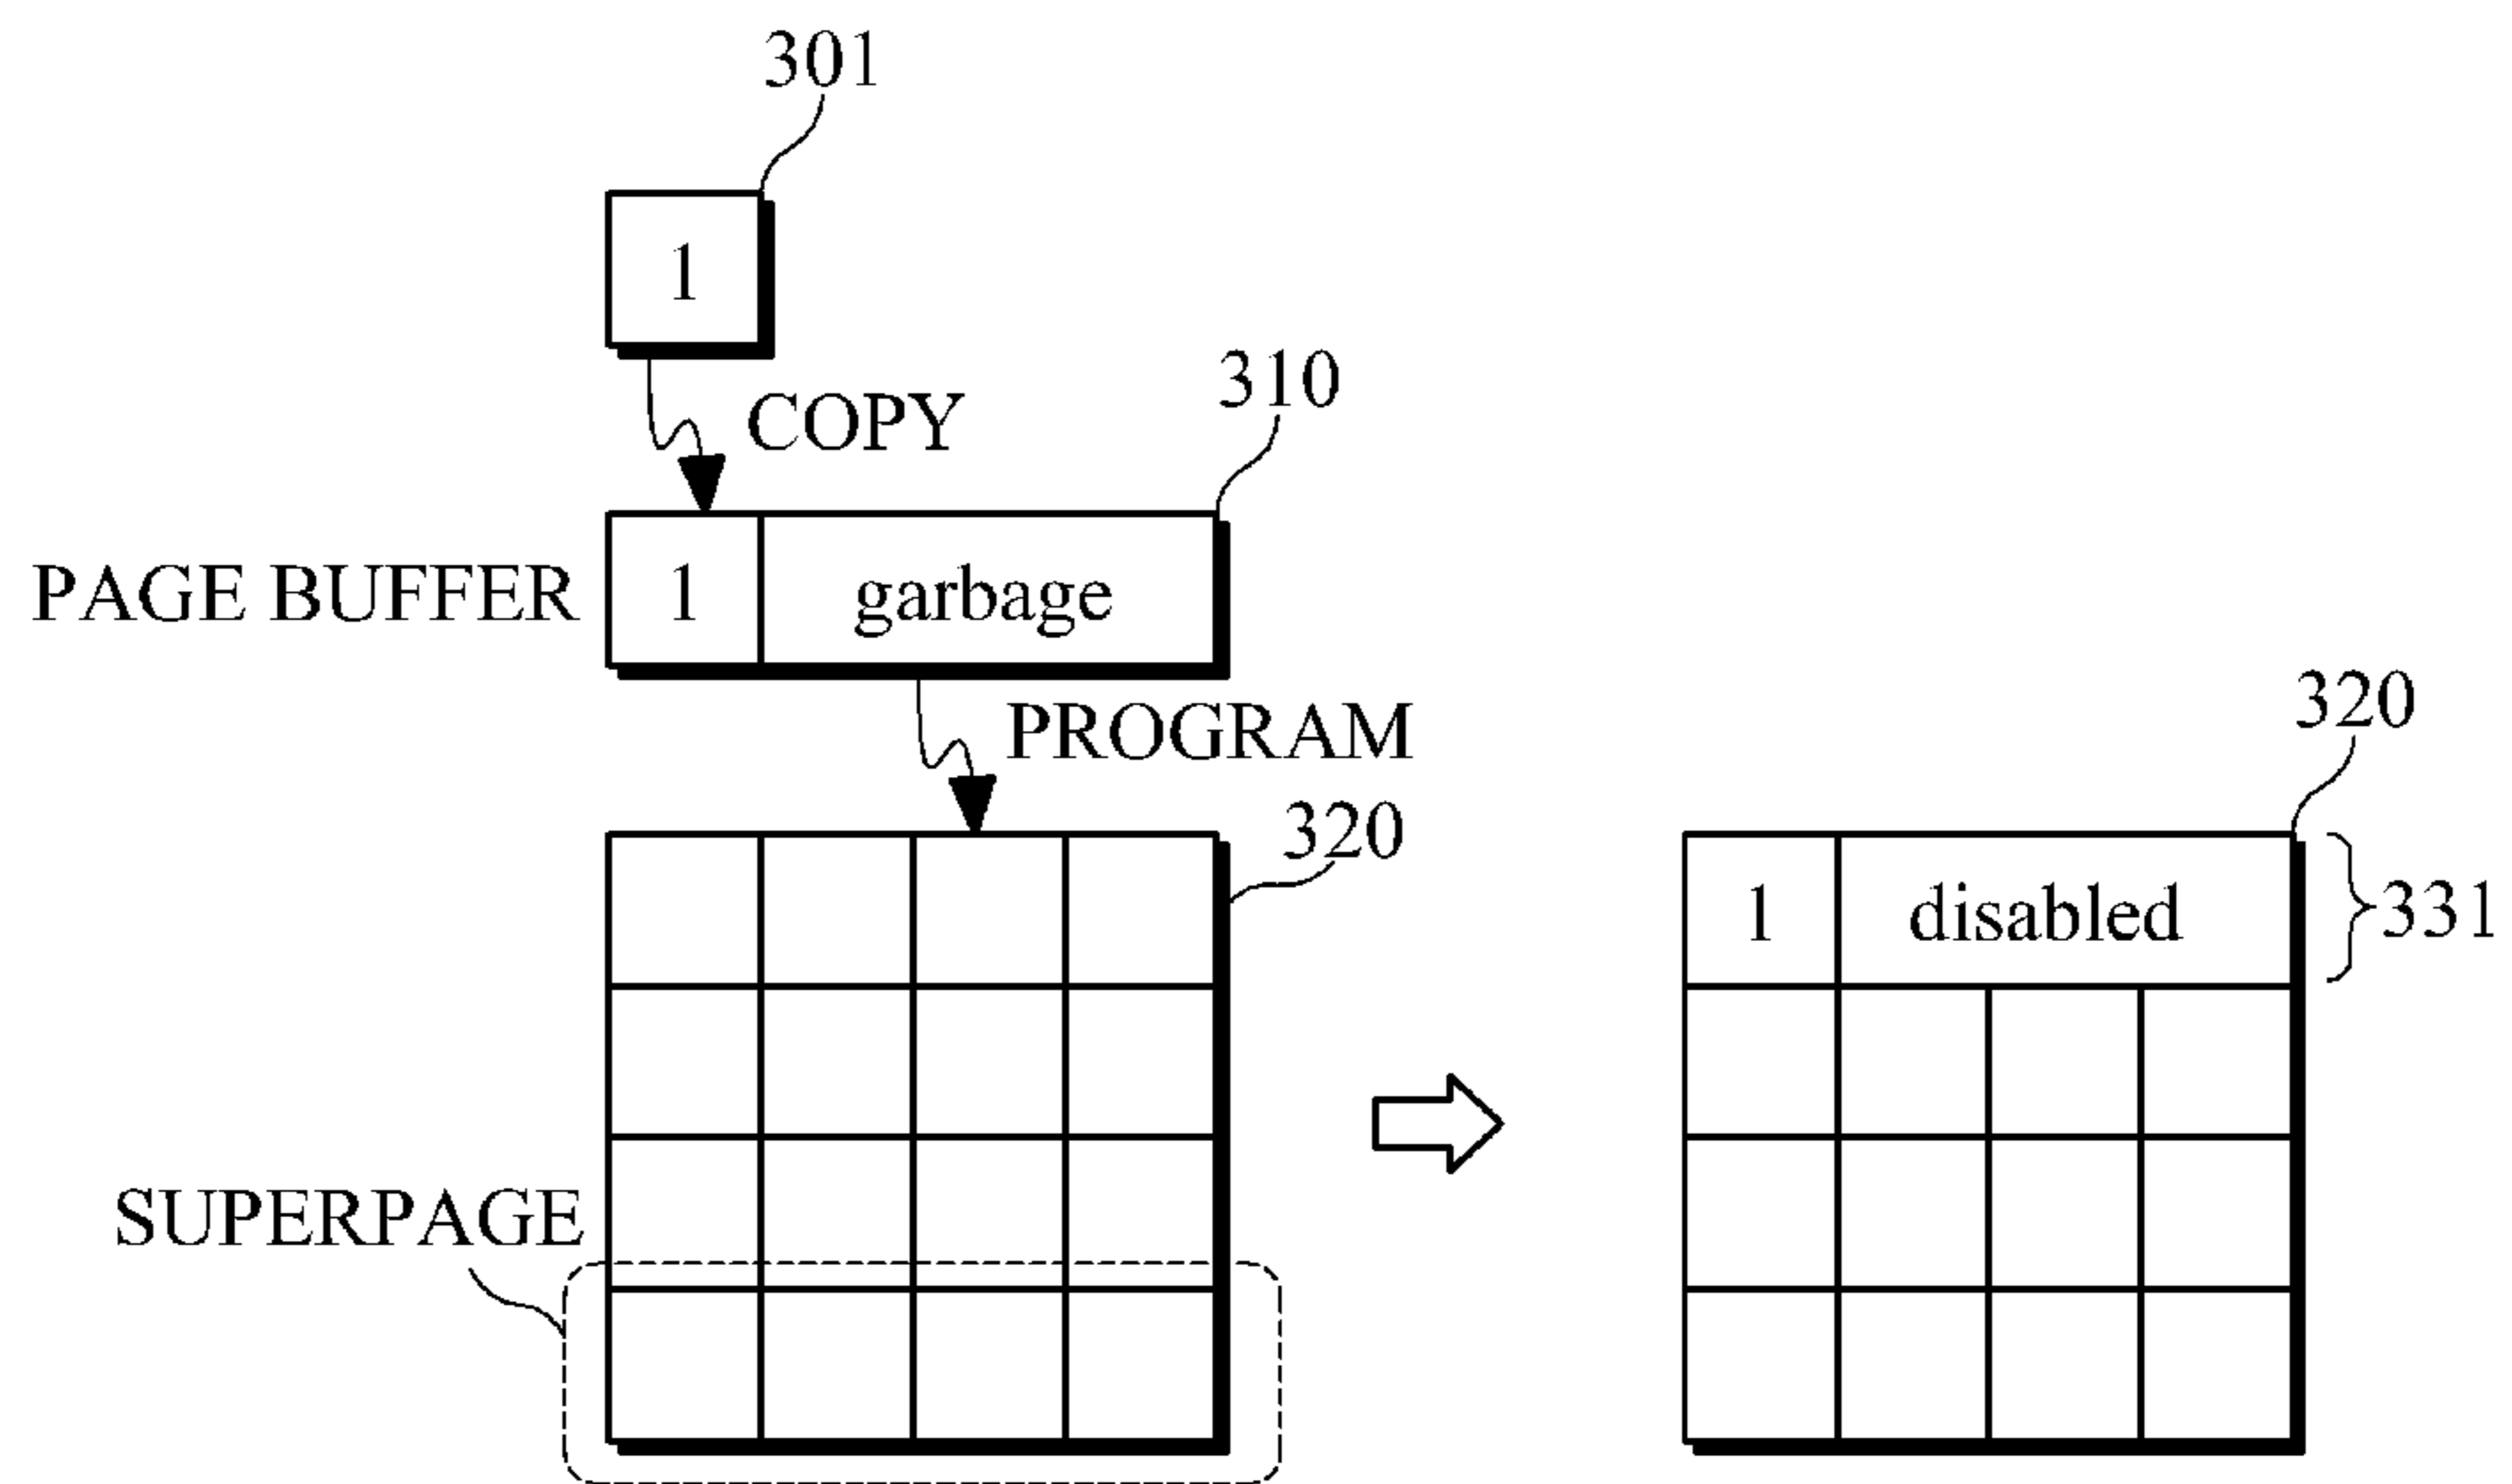 301
1
310
COPY
PAGE BUFFER 1 garbage
320
PROGRAM
320
1 disabled 331
SUPERPAGE